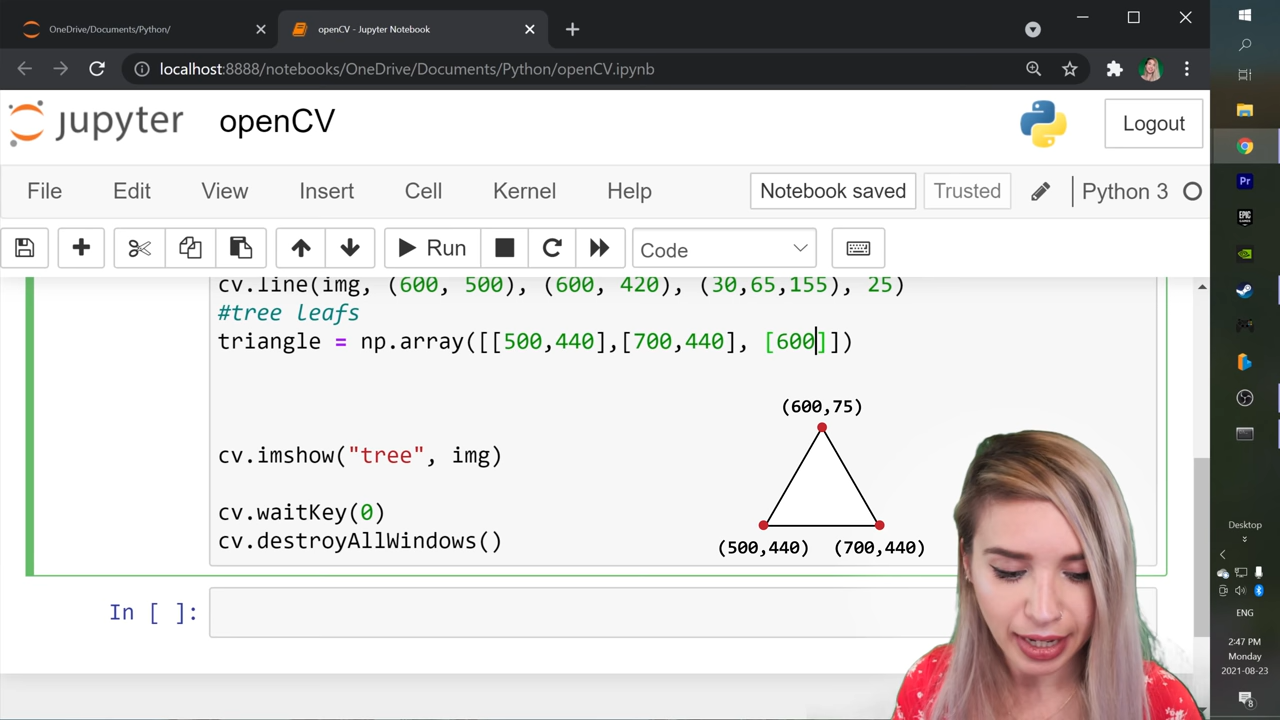 OneDrive/Documents/Python/
openCV - Jupyter Notebook
localhost:8888/notebooks/OneDrive/Documents/Python/openCV.ipynb
jupyter
openCV
Logout
File
Edit
View
Insert
Cell
Kernel
Help
Notebook saved
Trusted
Python 3
Run
Code
cv.line(img, (600, 500), (600, 420), (30,65,155), 25)
#tree leafs
triangle = np.array([[500,440],[700,440], [600]])
(600,75)
cv.imshow("tree", img)
cv.waitKey(0)
cv.destroyAllWindows()
(500,440)
(700,440)
In [ ]:
Pr
EPIC
GAMES
Desktop
ENG
2:47 PM
Monday
2021-08-23
8